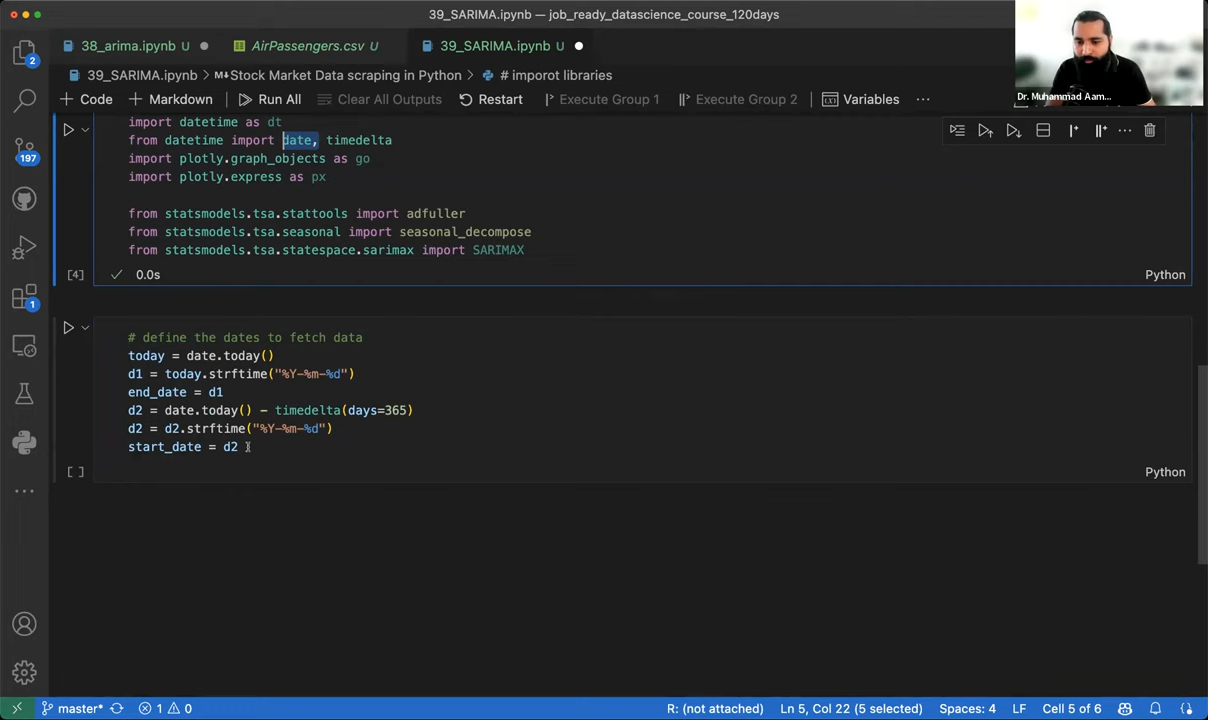 39_SARIMA.ipynb — job_ready_datascience_course_120days
38_arima.ipynb U
AirPassengers.csv U
39_SARIMA.ipynb U
39_SARIMA.ipynb > M↓Stock Market Data scraping in Python > # imporot libraries
+ Code + Markdown Run All Clear All Outputs Restart Execute Group 1 Execute Group 2 Variables ...
Dr. Muhammad Aam...
import datetime as dt
from datetime import date, timedelta
import plotly.graph_objects as go
import plotly.express as px
from statsmodels.tsa.stattools import adfuller
from statsmodels.tsa.seasonal import seasonal_decompose
from statsmodels.tsa.statespace.sarimax import SARIMAX
[4] 0.0s Python
# define the dates to fetch data
today = date.today()
d1 = today.strftime("%Y-%m-%d")
end_date = d1
d2 = date.today() - timedelta(days=365)
d2 = d2.strftime("%Y-%m-%d")
start_date = d2
[ ] Python
2
197
1
master* 1 0 R: (not attached) Ln 5, Col 22 (5 selected) Spaces: 4 LF Cell 5 of 6